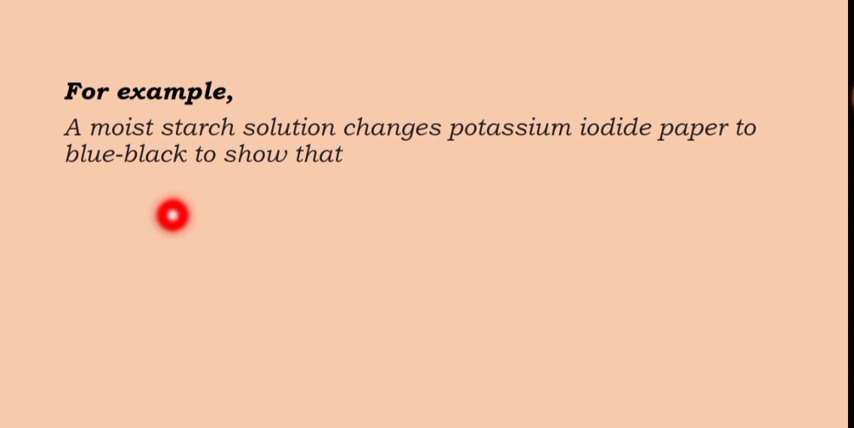 For example,
A moist starch solution changes potassium iodide paper to
blue-black to show that